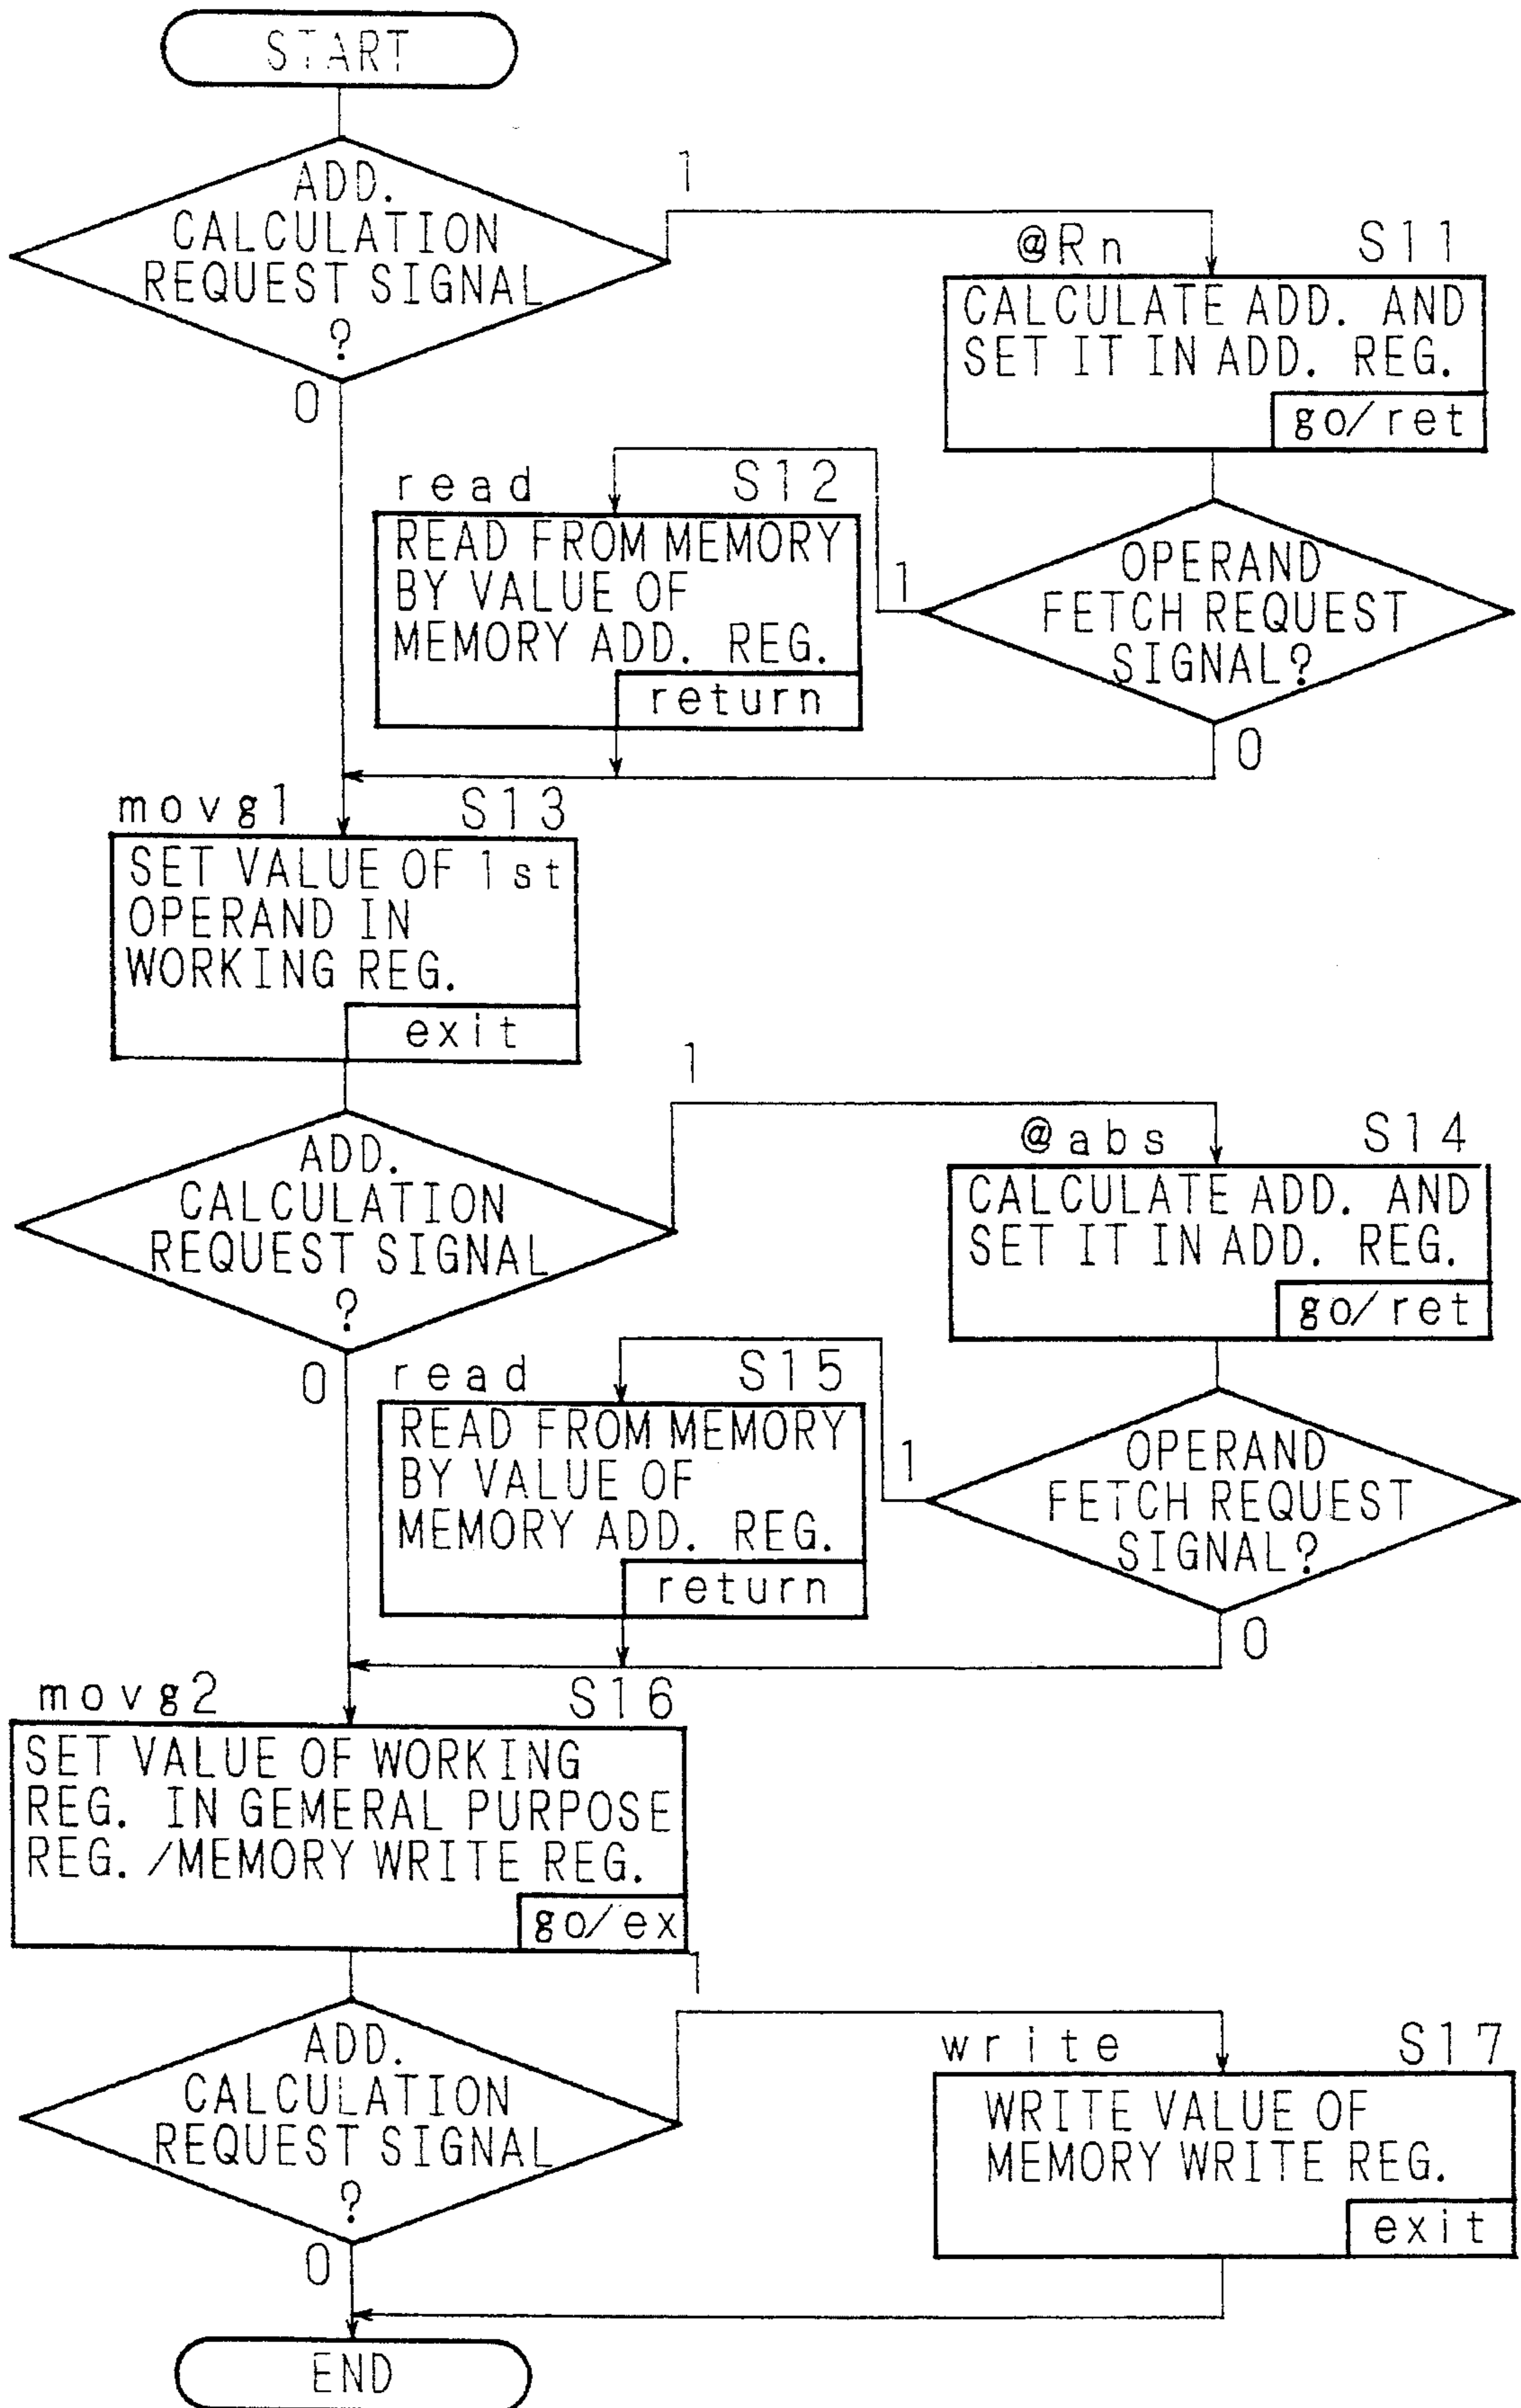 START
ADD.
CALCULATION
REQUEST SIGNAL
?
1
0
@Rn S11
CALCULATE ADD. AND
SET IT IN ADD. REG.
go/ret
OPERAND
FETCH REQUEST
SIGNAL?
1
0
read S12
READ FROM MEMORY
BY VALUE OF
MEMORY ADD. REG.
return
movg1 S13
SET VALUE OF 1st
OPERAND IN
WORKING REG.
exit
ADD.
CALCULATION
REQUEST SIGNAL
?
1
0
@abs S14
CALCULATE ADD. AND
SET IT IN ADD. REG.
go/ret
OPERAND
FETCH REQUEST
SIGNAL?
1
0
read S15
READ FROM MEMORY
BY VALUE OF
MEMORY ADD. REG.
return
movg2 S16
SET VALUE OF WORKING
REG. IN GEMERAL PURPOSE
REG./MEMORY WRITE REG.
go/ex
ADD.
CALCULATION
REQUEST SIGNAL
?
1
0
write S17
WRITE VALUE OF
MEMORY WRITE REG.
exit
END